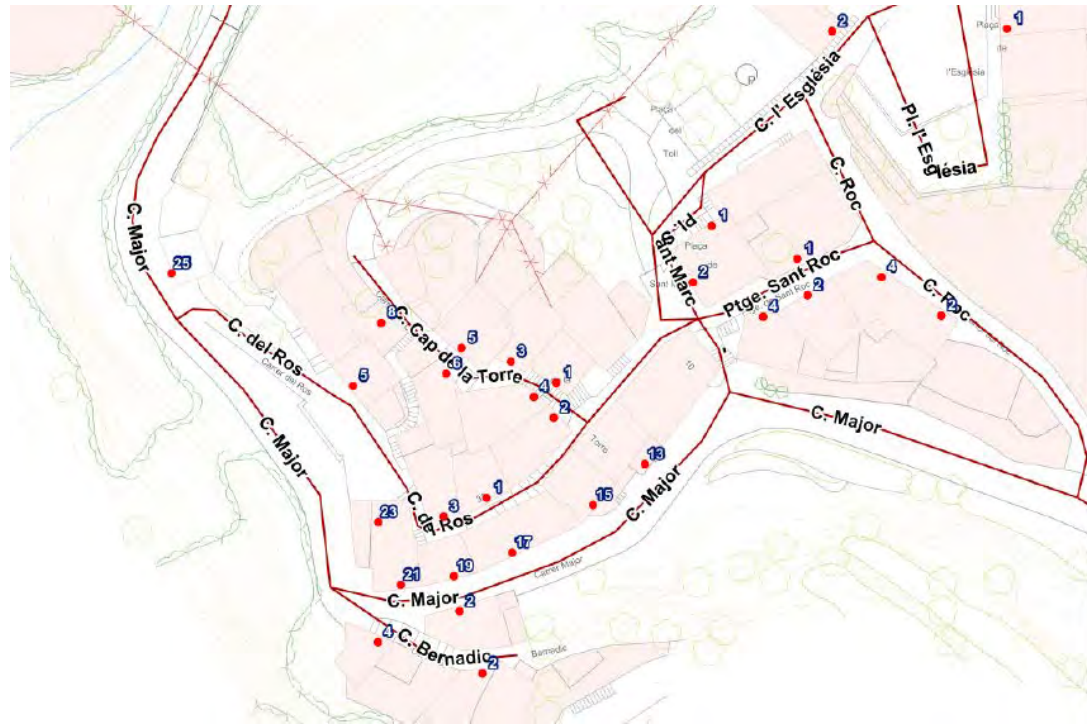 2
C. l' Església
P
Plaça
del
Toll
1
Plaça
de
l'Església
Pl. l' Església
C. Roc
C. Major
25
Pl. Sant Marc
1
Plaça
de
2
1
Ptge. Sant Roc
2
4
4
C. Roc
2
C. del Ros
Carrer del Ros
5
8
C. Cap de la Torre
5
6
3
4
1
2
Torre
10
C. Major
C. Major
13
C. Major
15
17
Carrer Major
C. del Ros
3
1
23
21
19
C. Major
2
4
C. Bernadic
2
Bernadic